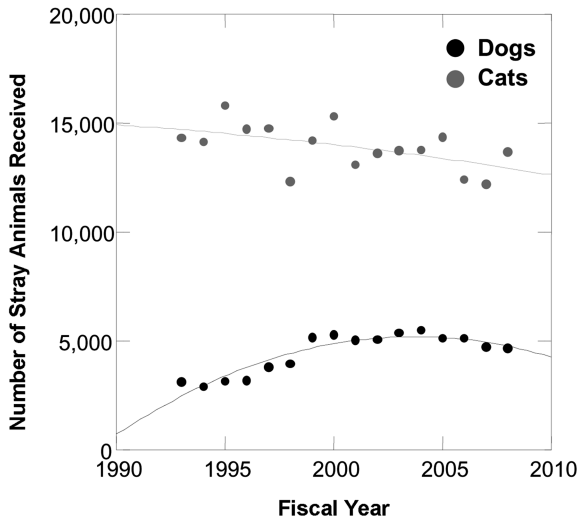 20,000
15,000
10,000
5,000
0
Number of Stray Animals Received
Dogs
Cats
1990 1995 2000 2005 2010
Fiscal Year